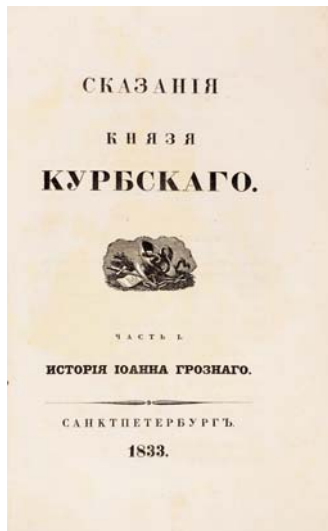 СКАЗАНІЯ
КНЯЗЯ
КУРБСКАГО.
ЧАСТЬ I.
ИСТОРІЯ ІОАННА ГРОЗНАГО.
САНКТПЕТЕРБУРГЪ.
1833.